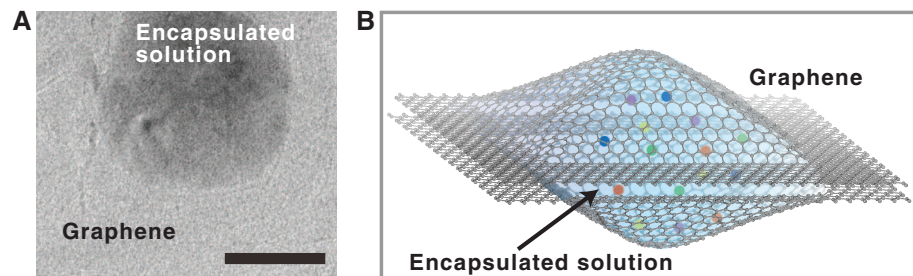 A
Encapsulated
solution
Graphene
B
Graphene
Encapsulated solution